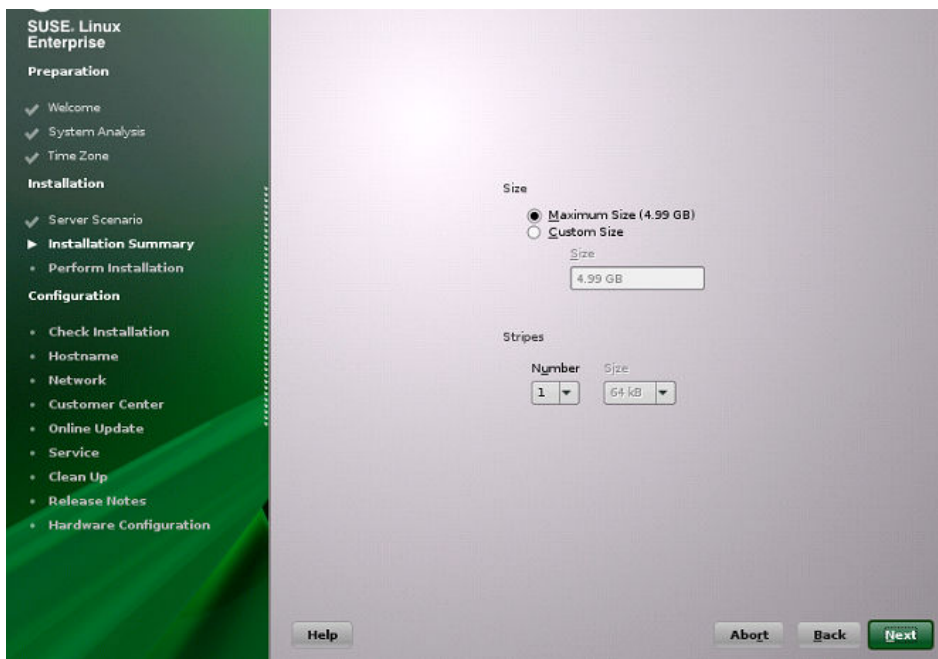 SUSE. Linux
Enterprise
Preparation
Welcome
System Analysis
Time Zone
Installation
Server Scenario
Installation Summary
Perform Installation
Configuration
Check Installation
Hostname
Network
Customer Center
Online Update
Service
Clean Up
Release Notes
Hardware Configuration
Size
Maximum Size (4.99 GB)
Custom Size
Size
4.99 GB
Stripes
Number Size
1 64 kB
Help Abort Back Next